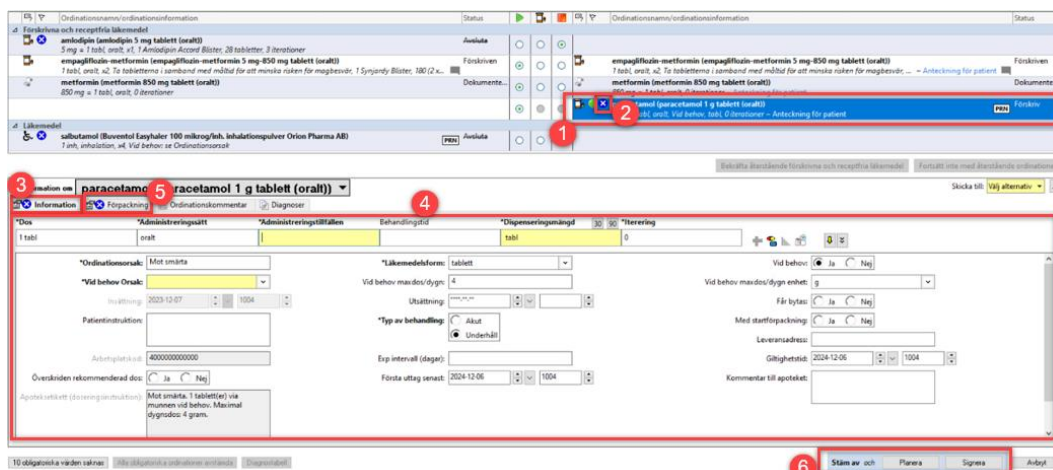 Ordinationsnamn/ordinationsinformation Status Ordinationsnamn/ordinationsinformation Status
Förskrivna och receptfria läkemedel
amlodipin (amlodipin 5 mg tablett (oralt)) Avsluta
5 mg = 1 tabl, oralt, x1, 1 Amlodipin Accord Blister, 28 tabletter, 3 iterationer
empagliflozin-metformin (empagliflozin-metformin 5 mg-850 mg tablett (oralt)) Förskriven empagliflozin-metformin (empagliflozin-metformin 5 mg-850 mg tablett (oralt)) Förskriven
1 tabl, oralt, x2, Ta tabletterna i samband med måltid för att minska risken för magbesvär, 1 Synjardy Blister, 180 (2 x... 1 tabl, oralt, x2, Ta tabletterna i samband med måltid för att minska risken för magbesvär, ... – Anteckning för patient
metformin (metformin 850 mg tablett (oralt)) Dokumente... metformin (metformin 850 mg tablett (oralt)) Dokumente
850 mg = 1 tabl, oralt, 0 iterationer 850 mg = 1 tabl, oralt, 0 iterationer – Anteckning för patient
(paracetamol 1 g tablett (oralt)) PRN Förskriv
1 2
oralt, Vid behov, tabl, 0 iterationer – Anteckning för patient
Läkemedel
salbutamol (Buventol Easyhaler 100 mikrog/inh. inhalationspulver Orion Pharma AB) PRN Avsluta
1 inh, inhalation, x4, Vid behov: se Ordinationsorsak
Bekräfta återstående förskrivna och receptfria läkemedel Fortsätt inte med återstående ordinatione
3 5 4
om paracetamo paracetamol 1 g tablett (oralt)) Skicka till: Välj alternativ
Information Förpackning Ordinationskommentar Diagnoser
*Dos *Administreringssätt *Administreringstillfällen Behandlingstid *Dispenseringsmängd 30 90 *Iterering
1 tabl oralt tabl 0
*Ordinationsorsak: Mot smärta *Läkemedelsform: tablett Vid behov: Ja Nej
*Vid behov Orsak: Vid behov maxdos/dygn: 4 Vid behov maxdos/dygn enhet: g
Insättning: 2023-12-07 1004 Utsättning: ****-**-** Får bytas: Ja Nej
Patientinstruktion: *Typ av behandling: Akut Underhåll Med startförpackning: Ja Nej
Leveransadress:
Arbetsplatskod: 4000000000000 Exp intervall (dagar): Giltighetstid: 2024-12-06 1004
Överskriden rekommenderad dos: Ja Nej Första uttag senast: 2024-12-06 1004 Kommentar till apoteket:
Apoteksetikett (doseringsinstruktion): Mot smärta. 1 tablett(er) via
munnen vid behov. Maximal
dygnsdos: 4 gram.
10 obligatoriska värden saknas Alla obligatoriska ordinationer använda Diagnostabell 6 Stäm av och Planera Signera Avbryt